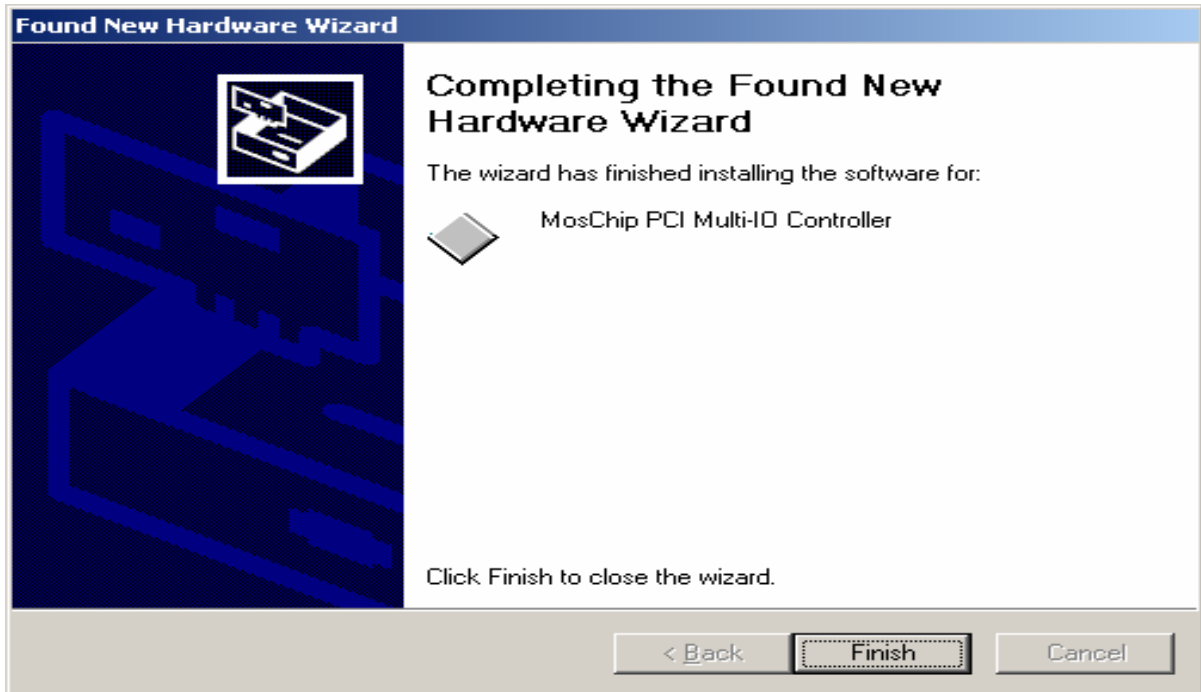 Found New Hardware Wizard
Completing the Found New
Hardware Wizard
The wizard has finished installing the software for:
MosChip PCI Multi-IO Controller
Click Finish to close the wizard.
< Back
Finish
Cancel